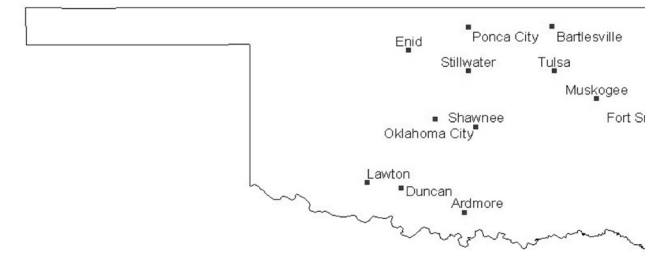 Ponca City
Bartlesville
Enid
Stillwater
Tulsa
Muskogee
Shawnee
Fort
Oklahoma City
Lawton
Duncan
Ardmore